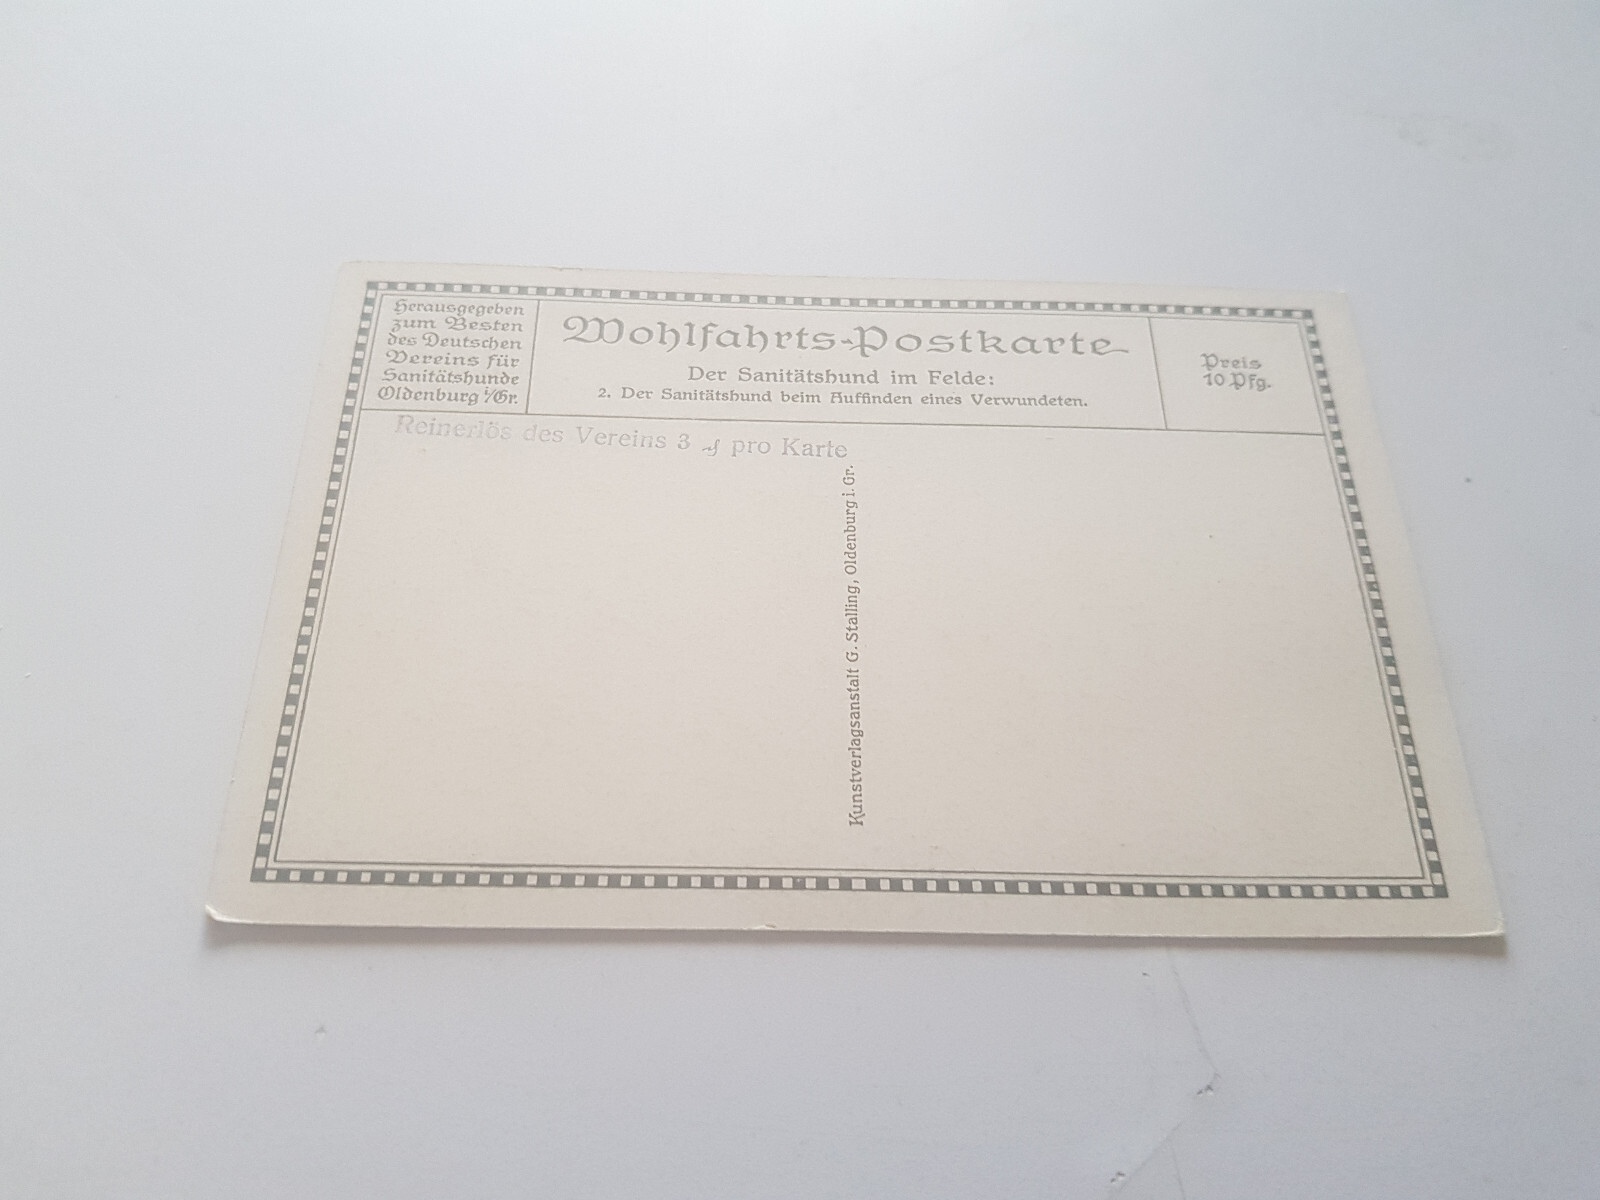 Herausgegeben
zum Besten
des Deutschen
Vereins für
Sanitätshunde
Oldenburg i/Gr.
Wohlfahrts-Postkarte
Der Sanitätshund im Felde:
2. Der Sanitätshund beim Auffinden eines Verwundeten.
Preis
10 Pfg.
Reinerlös des Vereins 3 ₰ pro Karte
Kunstverlagsanstalt G. Stalling, Oldenburg i. Gr.